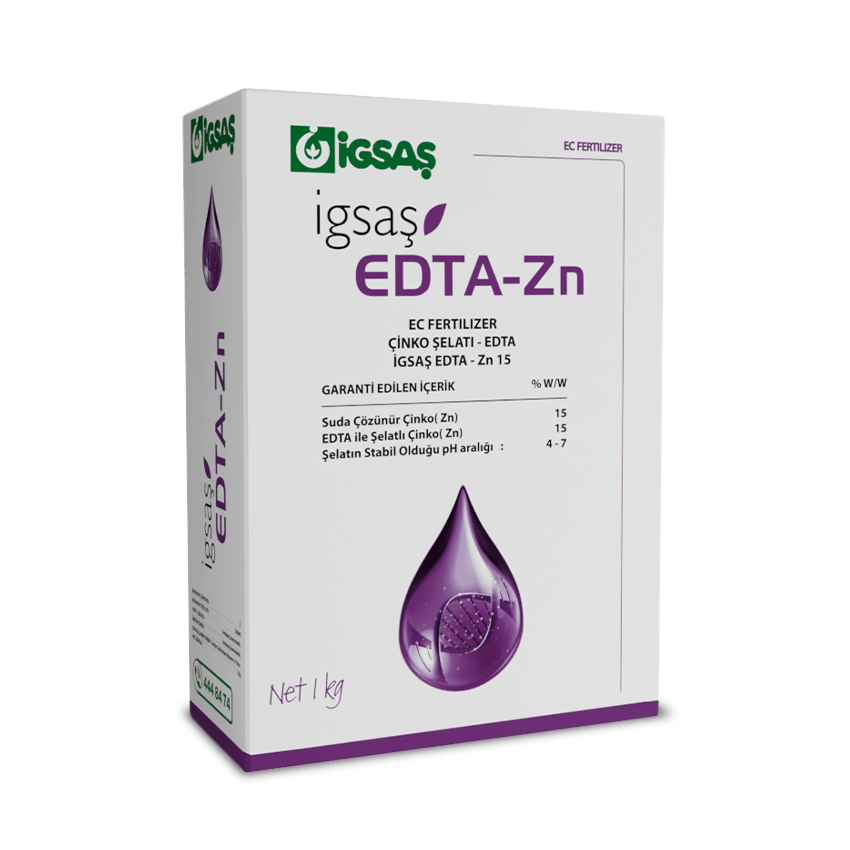 İGSAŞ
EC FERTILIZER
igsaş
EDTA-Zn
EC FERTILIZER
ÇİNKO ŞELATI - EDTA
İGSAŞ EDTA - Zn 15
GARANTİ EDİLEN İÇERİK % W/W
Suda Çözünür Çinko( Zn) 15
EDTA ile Şelatlı Çinko( Zn) 15
Şelatın Stabil Olduğu pH aralığı : 4 - 7
Net 1 kg
İGSAŞ
igsaş
EDTA-Zn
444 84 74